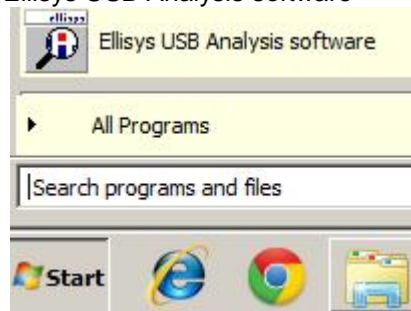 Ellisys USB Analysis software
ellisys
Ellisys USB Analysis software
All Programs
Search programs and files
Start